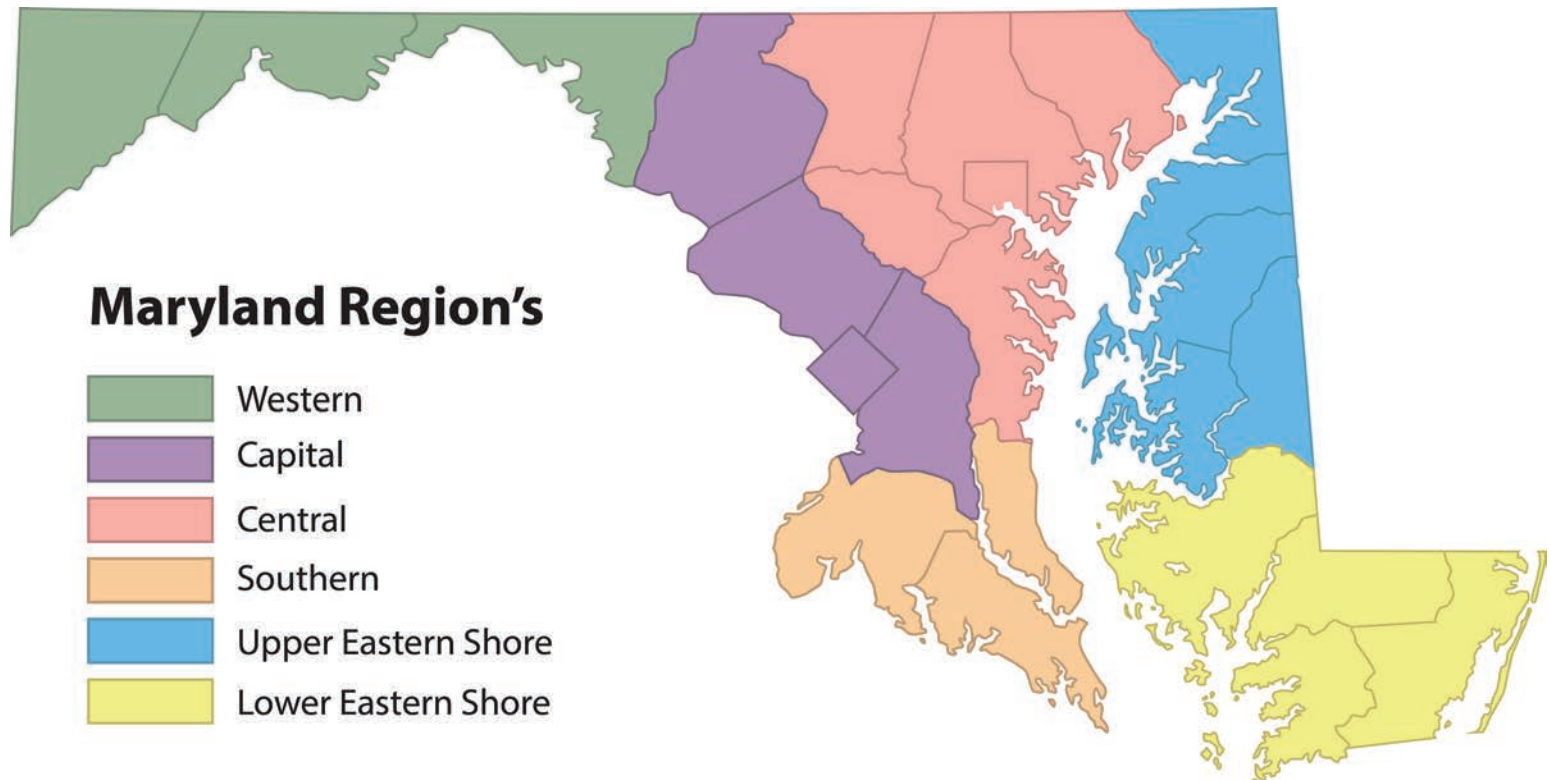 Maryland Region's
Western
Capital
Central
Southern
Upper Eastern Shore
Lower Eastern Shore